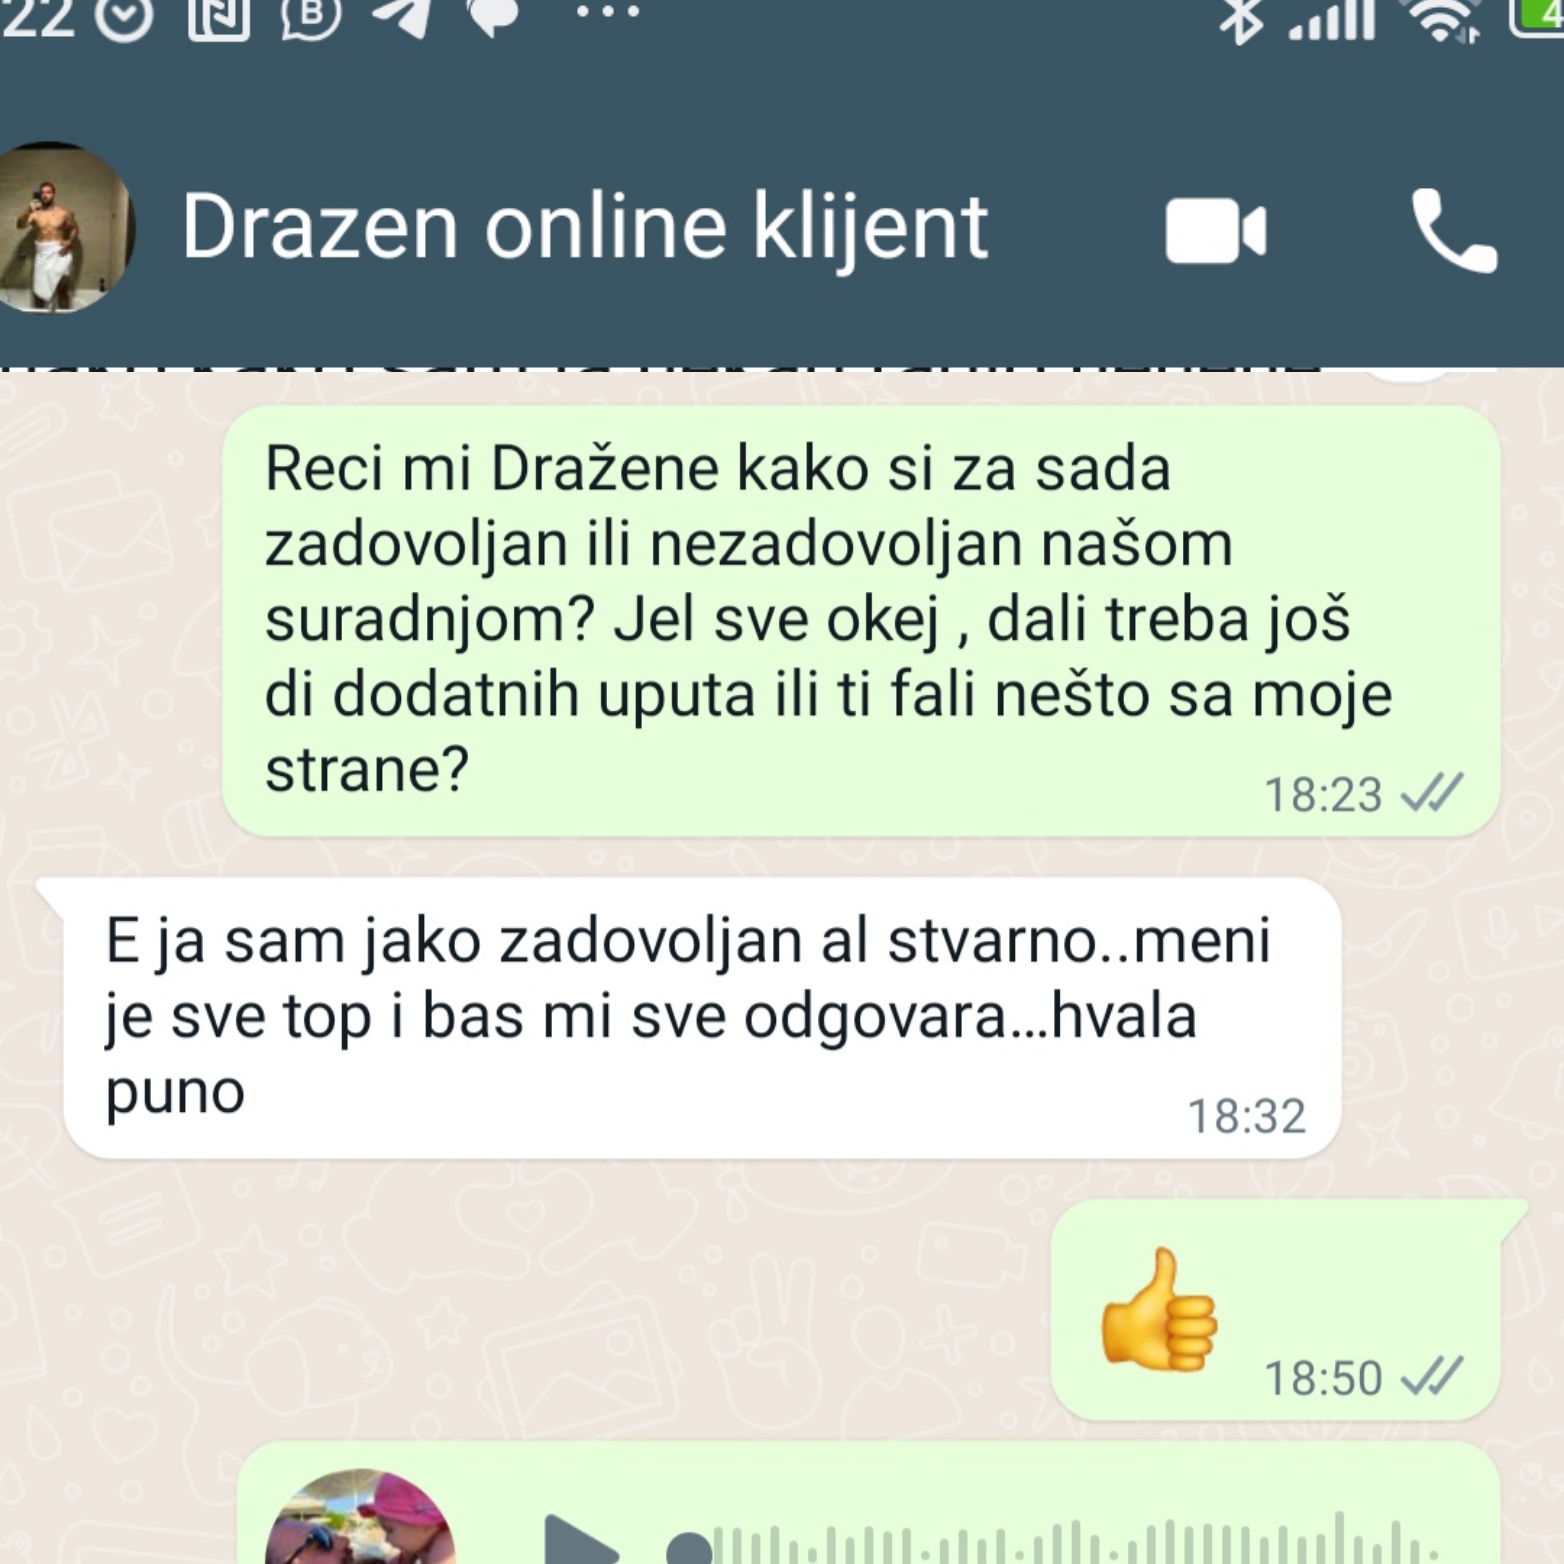 22
B
4
Drazen online klijent
Reci mi Dražene kako si za sada
zadovoljan ili nezadovoljan našom
suradnjom? Jel sve okej , dali treba još
di dodatnih uputa ili ti fali nešto sa moje
strane?
18:23
E ja sam jako zadovoljan al stvarno..meni
je sve top i bas mi sve odgovara...hvala
puno
18:32
18:50